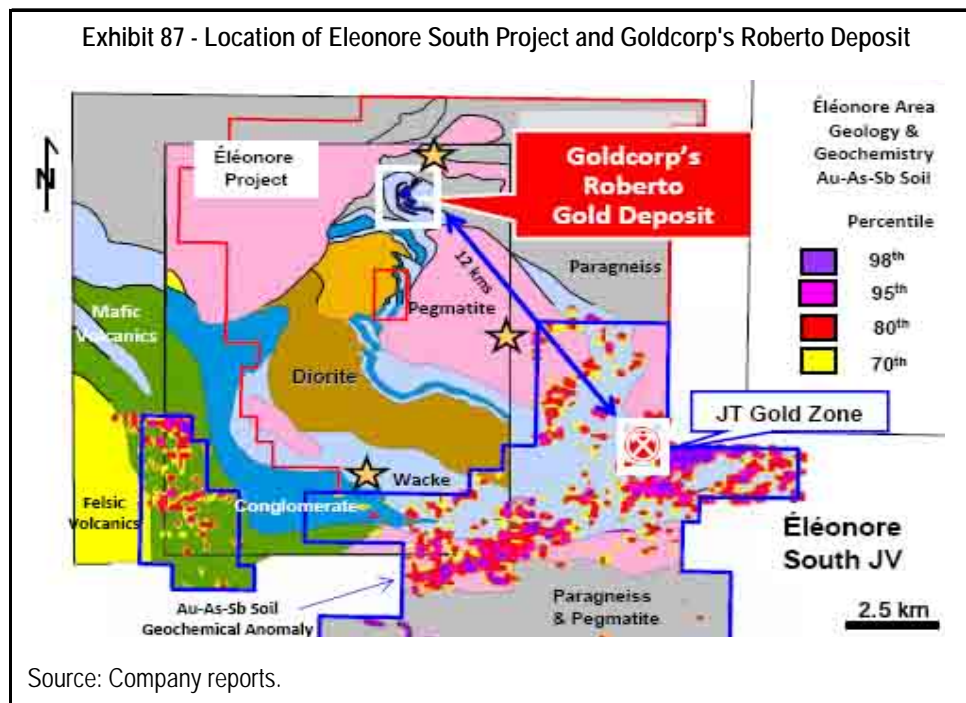 Exhibit 87 - Location of Eleonore South Project and Goldcorp's Roberto Deposit
Éléonore Area
Geology &
Geochemistry
Au-As-Sb Soil
Percentile
98th
95th
80th
70th
N
Éléonore
Project
Goldcorp's
Roberto
Gold Deposit
12 kms
Paragneiss
Pegmatite
Mafic
Volcanics
Diorite
JT Gold Zone
Wacke
Felsic
Volcanics
Conglomerate
Éléonore
South JV
Au-As-Sb Soil
Geochemical Anomaly
Paragneiss
& Pegmatite
2.5 km
Source: Company reports.